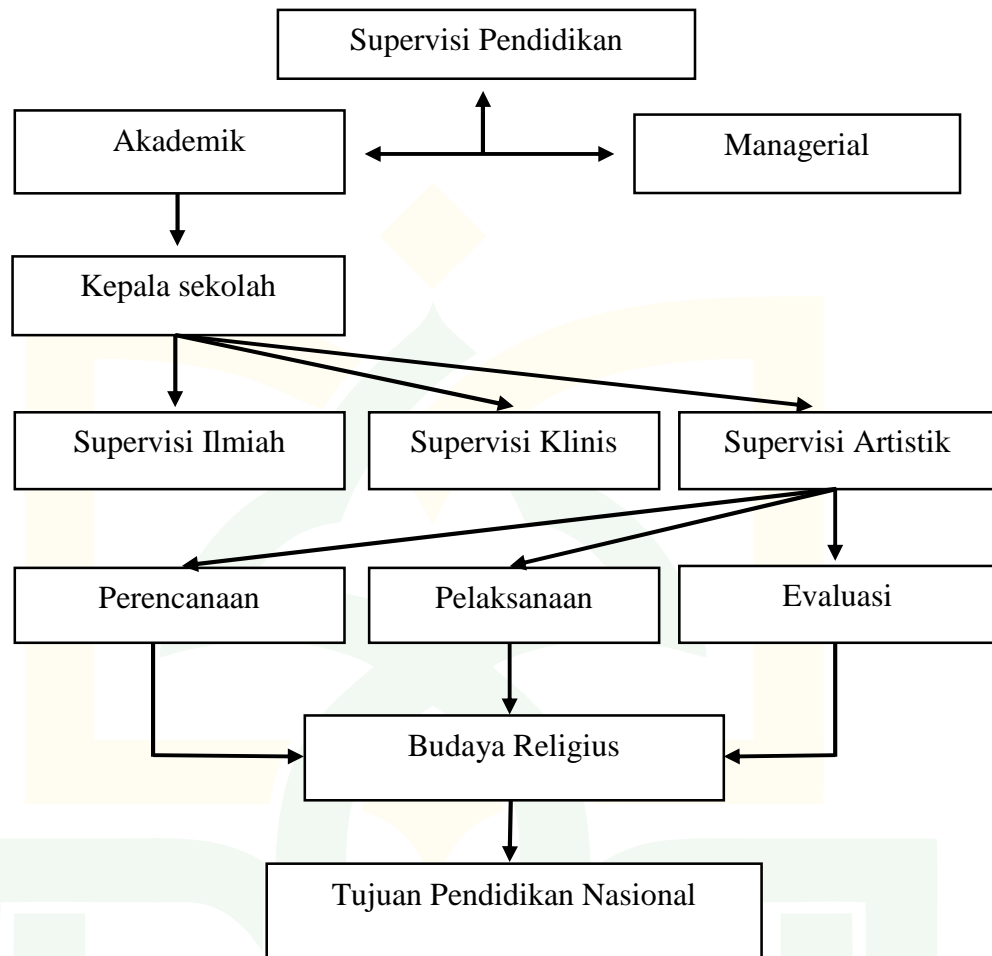 Supervisi Pendidikan
Akademik
Managerial
Kepala sekolah
Supervisi Ilmiah
Supervisi Klinis
Supervisi Artistik
Perencanaan
Pelaksanaan
Evaluasi
Budaya Religius
Tujuan Pendidikan Nasional